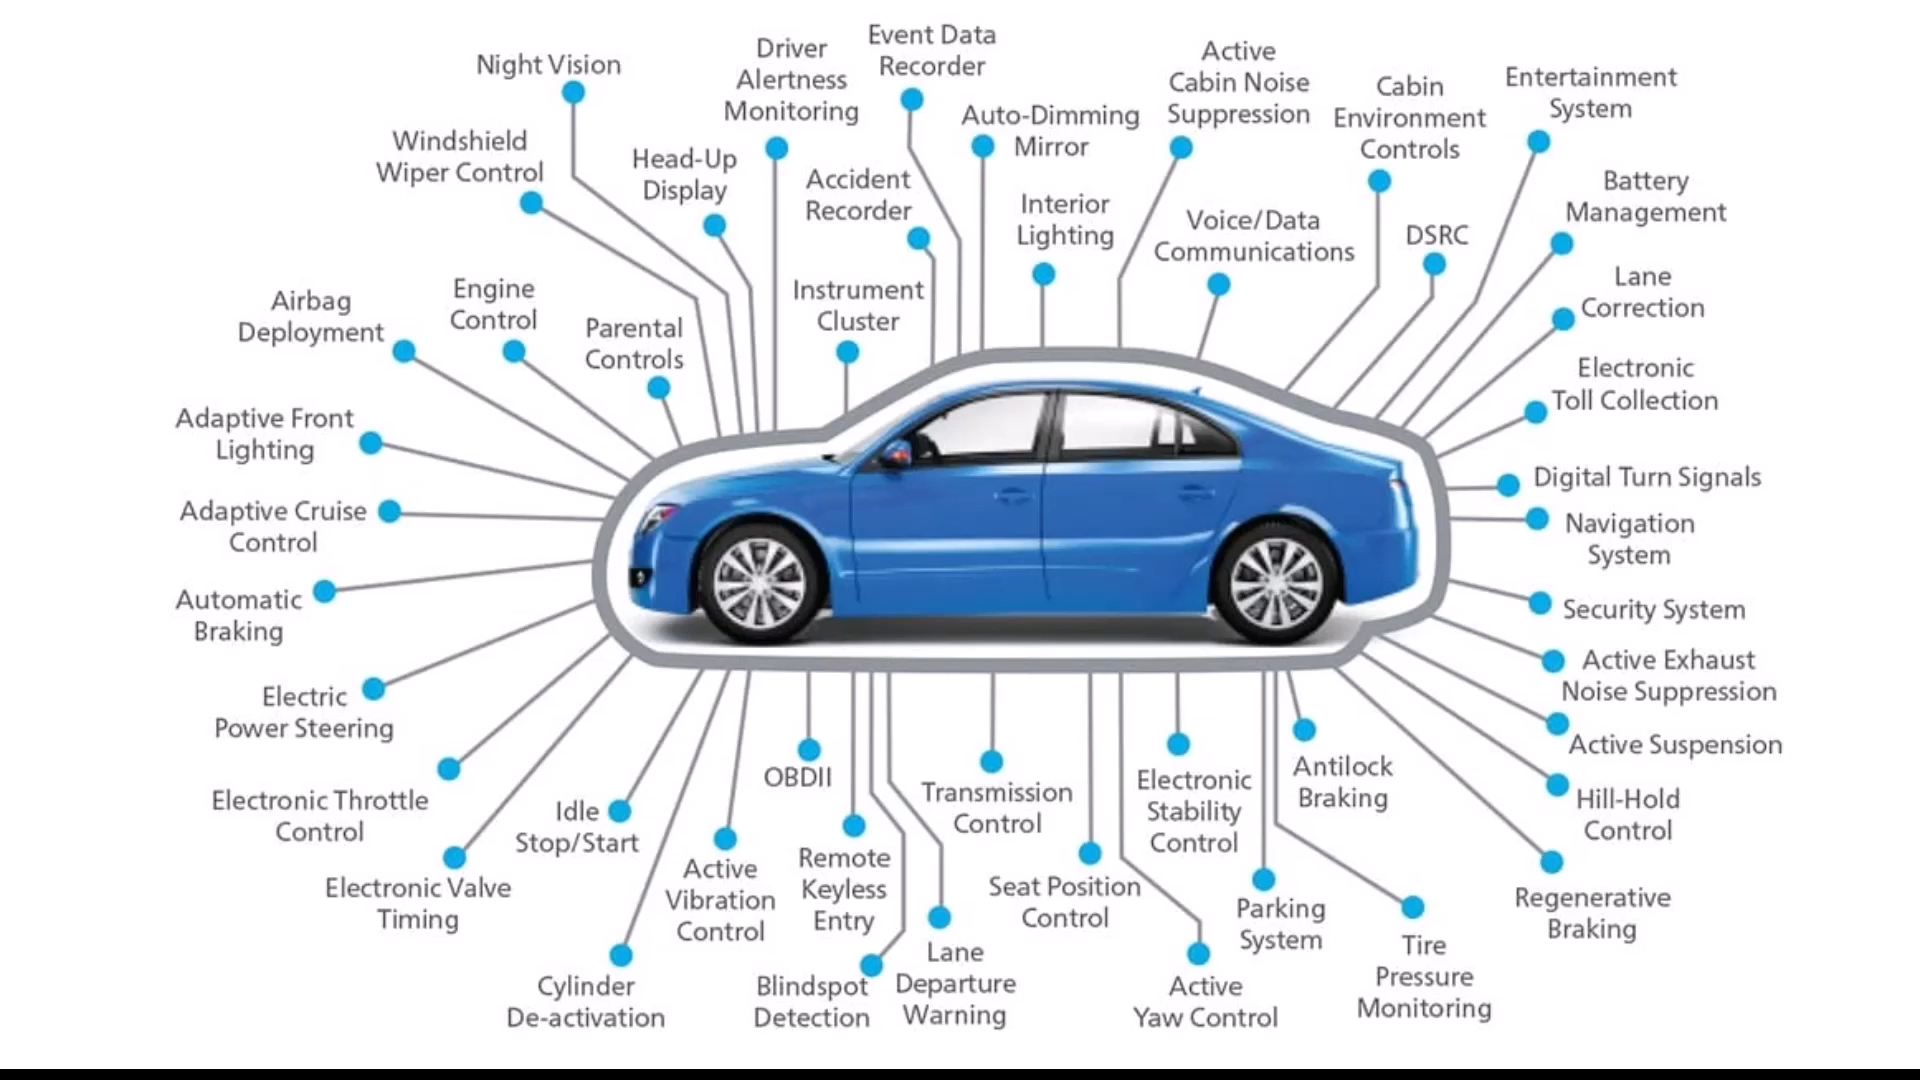 Night Vision
Windshield
Wiper Control
Driver
Alertness
Monitoring
Head-Up
Display
Event Data
Recorder
Accident
Recorder
Auto-Dimming
Mirror
Interior
Lighting
Active
Cabin Noise
Suppression
Voice/Data
Communications
Cabin
Environment
Controls
DSRC
Entertainment
System
Battery
Management
Lane
Correction
Electronic
Toll Collection
Digital Turn Signals
Navigation
System
Security System
Active Exhaust
Noise Suppression
Active Suspension
Hill-Hold
Control
Regenerative
Braking
Airbag
Deployment
Engine
Control
Parental
Controls
Instrument
Cluster
Adaptive Front
Lighting
Adaptive Cruise
Control
Automatic
Braking
Electric
Power Steering
Electronic Throttle
Control
Electronic Valve
Timing
Idle
Stop/Start
Cylinder
De-activation
Active
Vibration
Control
OBDII
Remote
Keyless
Entry
Blindspot
Detection
Lane
Departure
Warning
Transmission
Control
Seat Position
Control
Electronic
Stability
Control
Active
Yaw Control
Parking
System
Antilock
Braking
Tire
Pressure
Monitoring